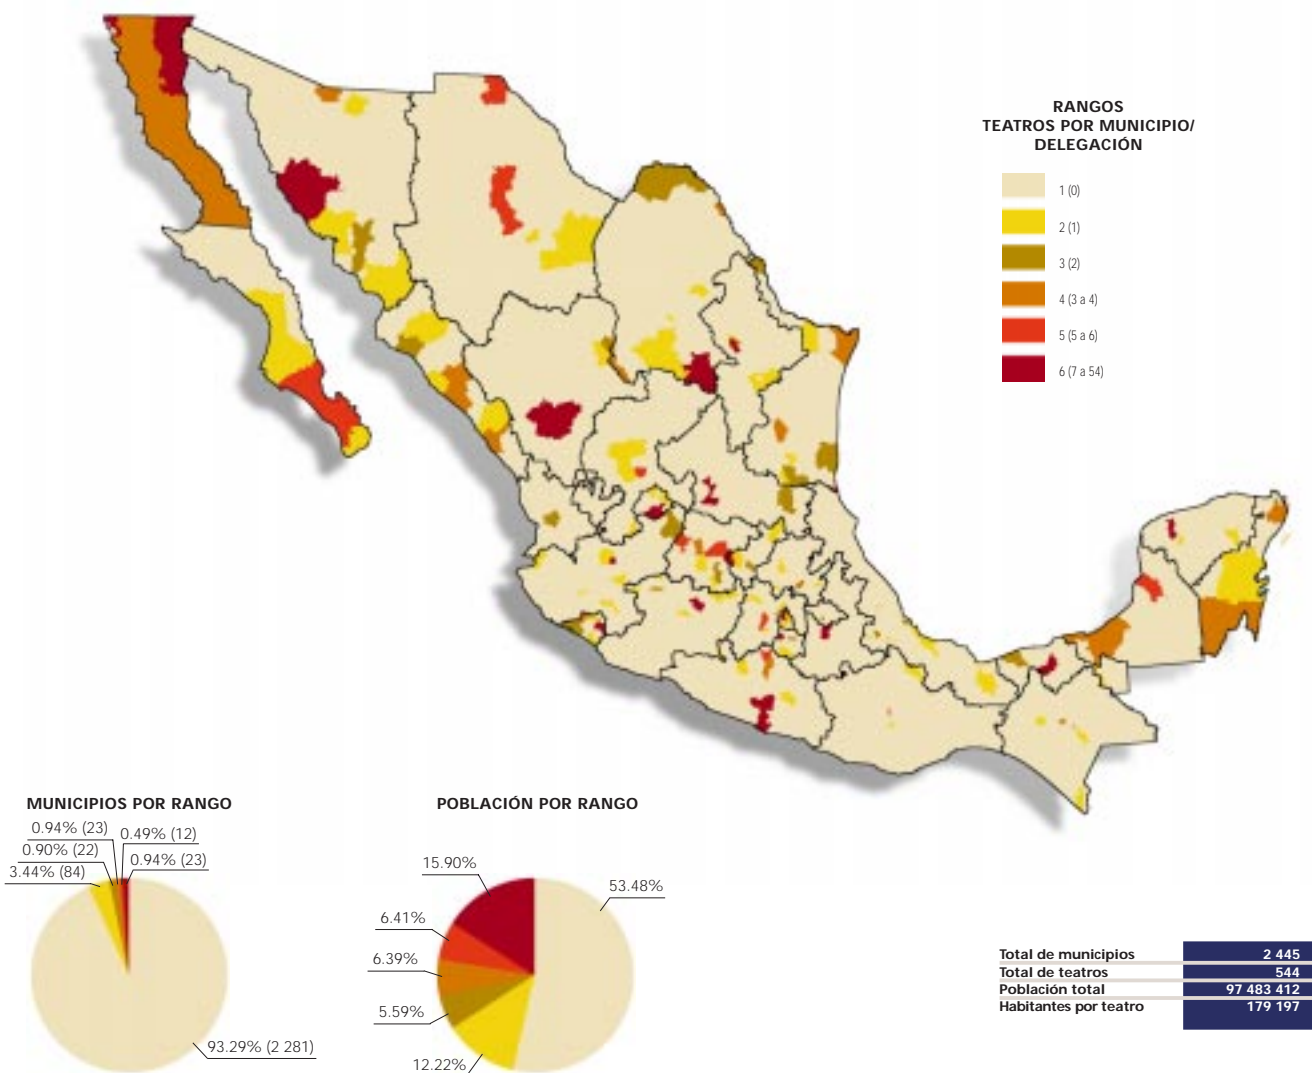 RANGOS
TEATROS POR MUNICIPIO/
DELEGACIÓN
1 (0)
2 (1)
3 (2)
4 (3 a 4)
5 (5 a 6)
6 (7 a 54)
MUNICIPIOS POR RANGO
0.94% (23)
0.49% (12)
0.90% (22)
0.94% (23)
3.44% (84)
93.29% (2 281)
POBLACIÓN POR RANGO
15.90%
53.48%
6.41%
6.39%
5.59%
12.22%
Total de municipios 2 445
Total de teatros 544
Población total 97 483 412
Habitantes por teatro 179 197